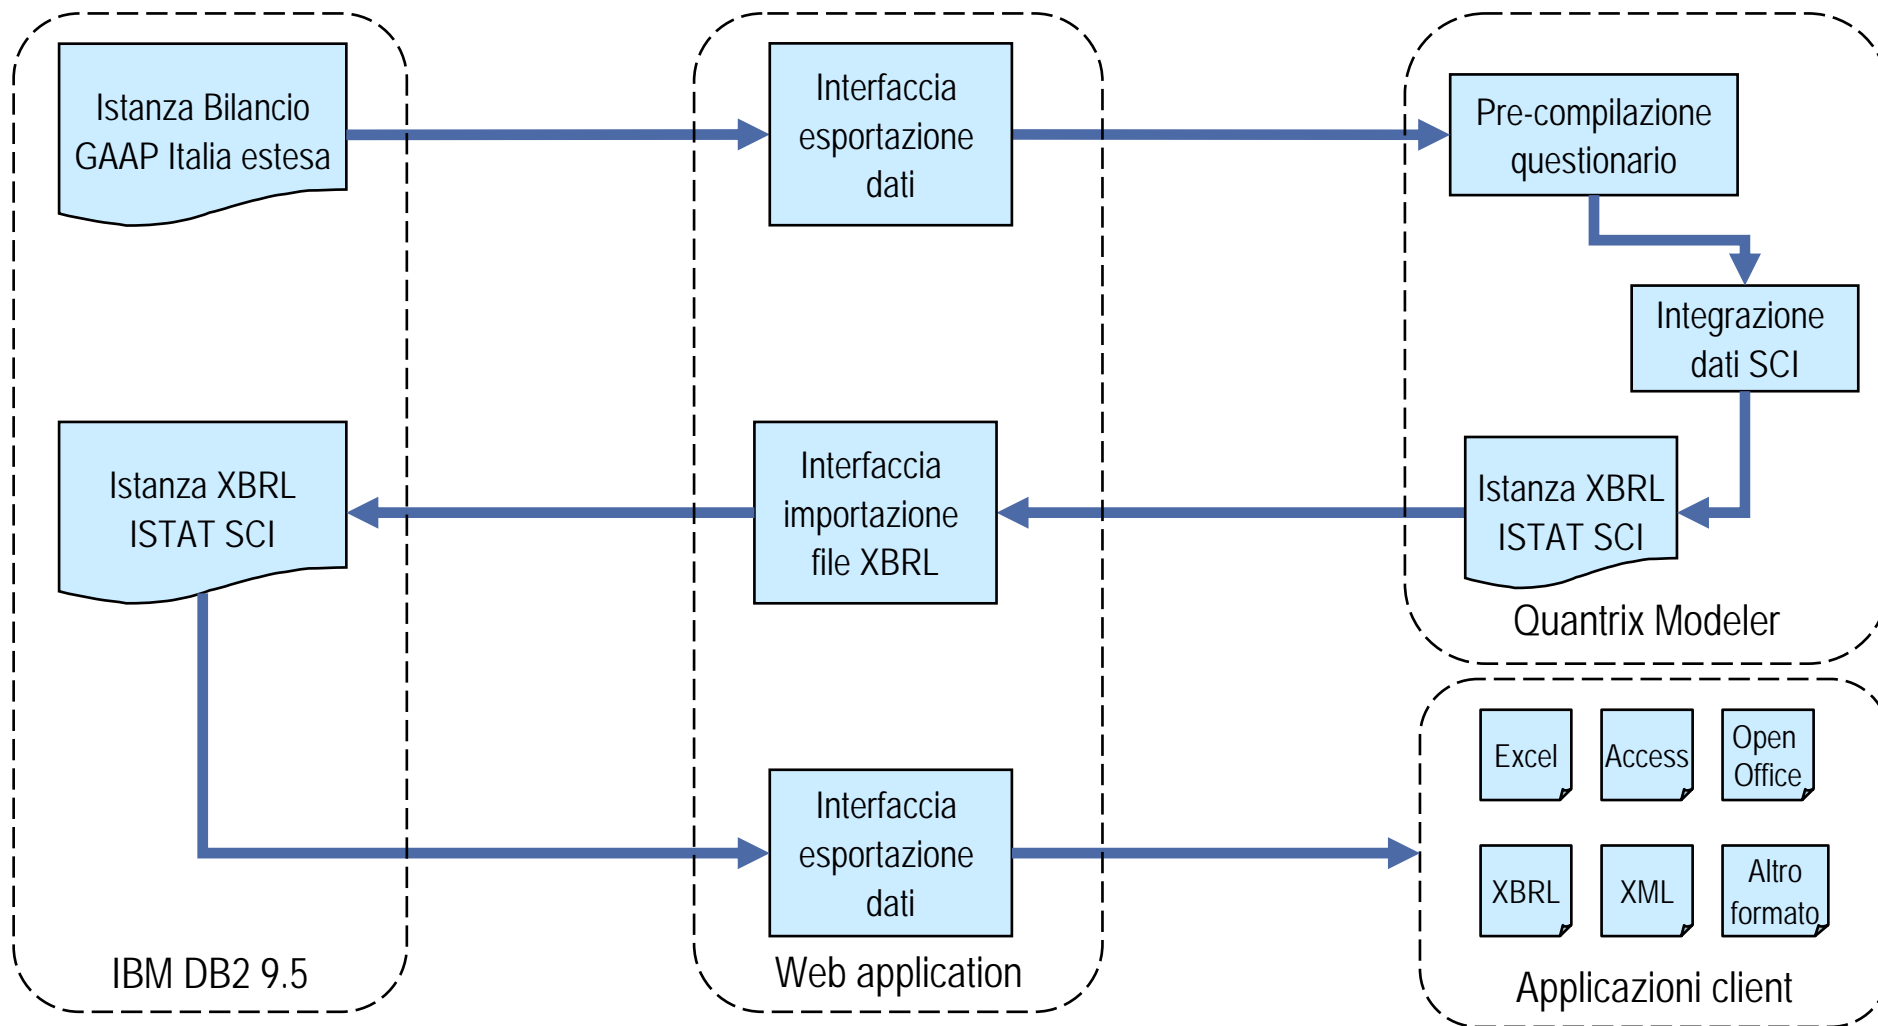 Istanza Bilancio
GAAP Italia estesa
Interfaccia
esportazione
dati
Pre-compilazione
questionario
Integrazione
dati SCI
Istanza XBRL
ISTAT SCI
Interfaccia
importazione
file XBRL
Istanza XBRL
ISTAT SCI
Quantrix Modeler
Interfaccia
esportazione
dati
Excel
Access
Open
Office
XBRL
XML
Altro
formato
IBM DB2 9.5
Web application
Applicazioni client